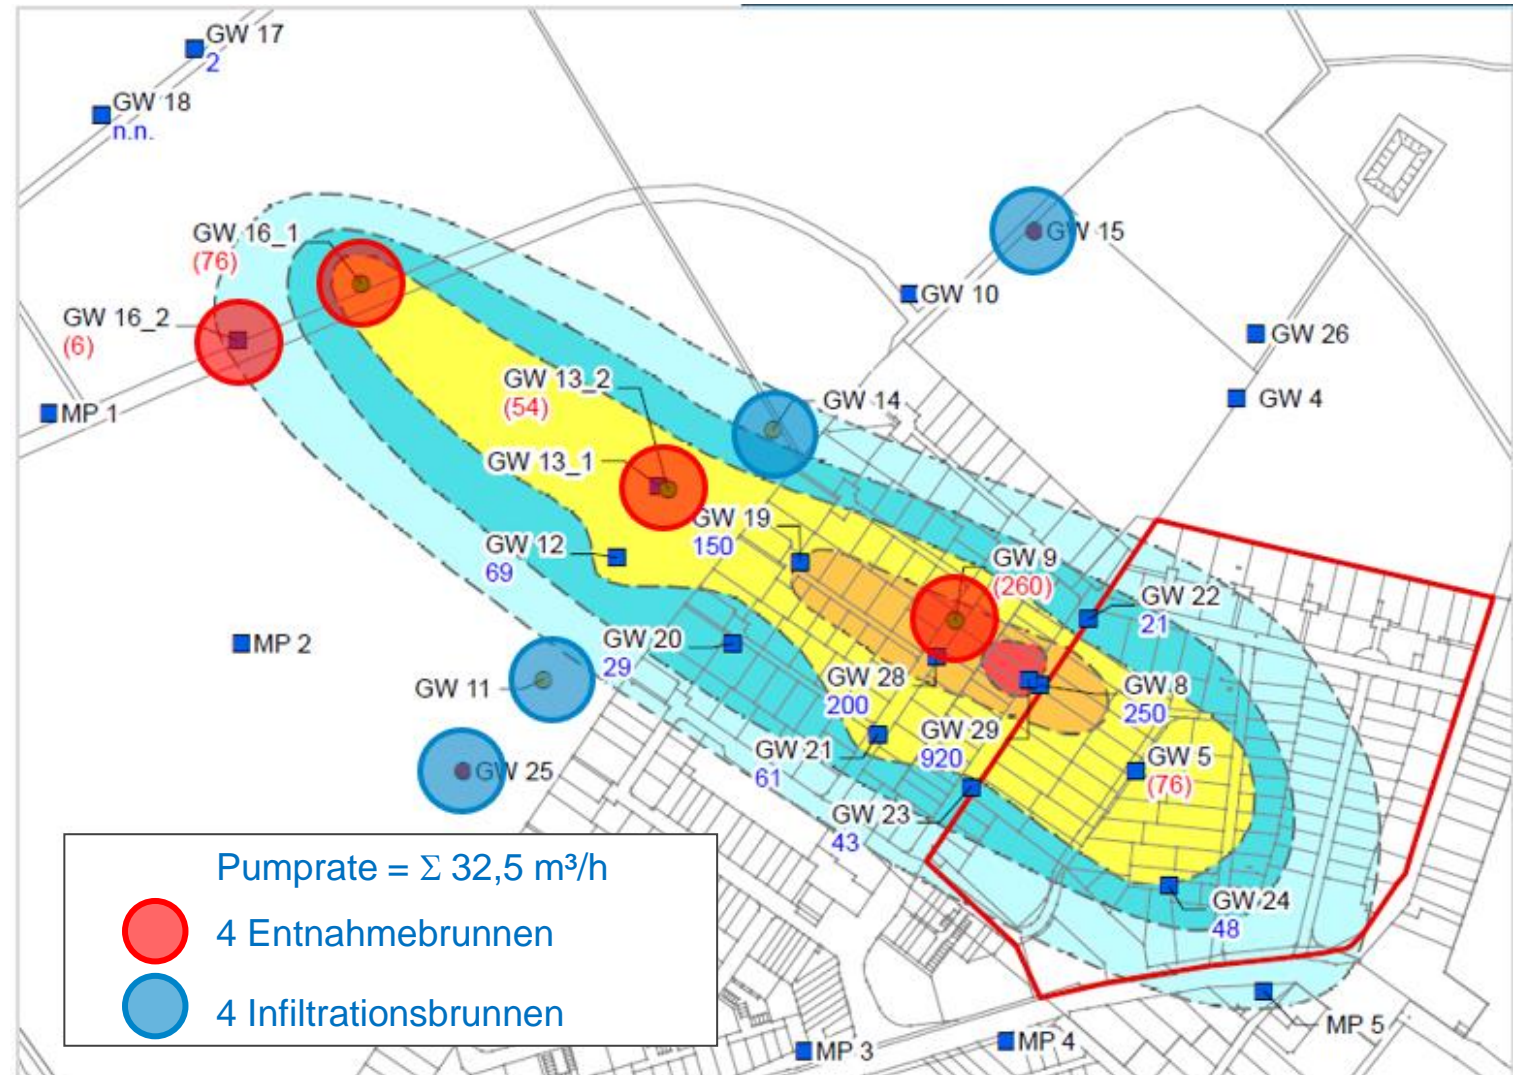 GW 17
2
GW 18
n.n.
GW 16_1
(76)
GW 15
GW 10
GW 16_2
(6)
GW 26
GW 13_2
(54)
GW 14
GW 4
MP 1
GW 13_1
GW 19
150
GW 12
69
GW 9
(260)
GW 22
21
GW 20
29
MP 2
GW 11
GW 28
200
GW 8
250
GW 29
920
GW 21
61
GW 5
(76)
GW 25
GW 23
43
GW 24
48
MP 5
MP 4
MP 3
Pumprate = Σ 32,5 m³/h
4 Entnahmebrunnen
4 Infiltrationsbrunnen